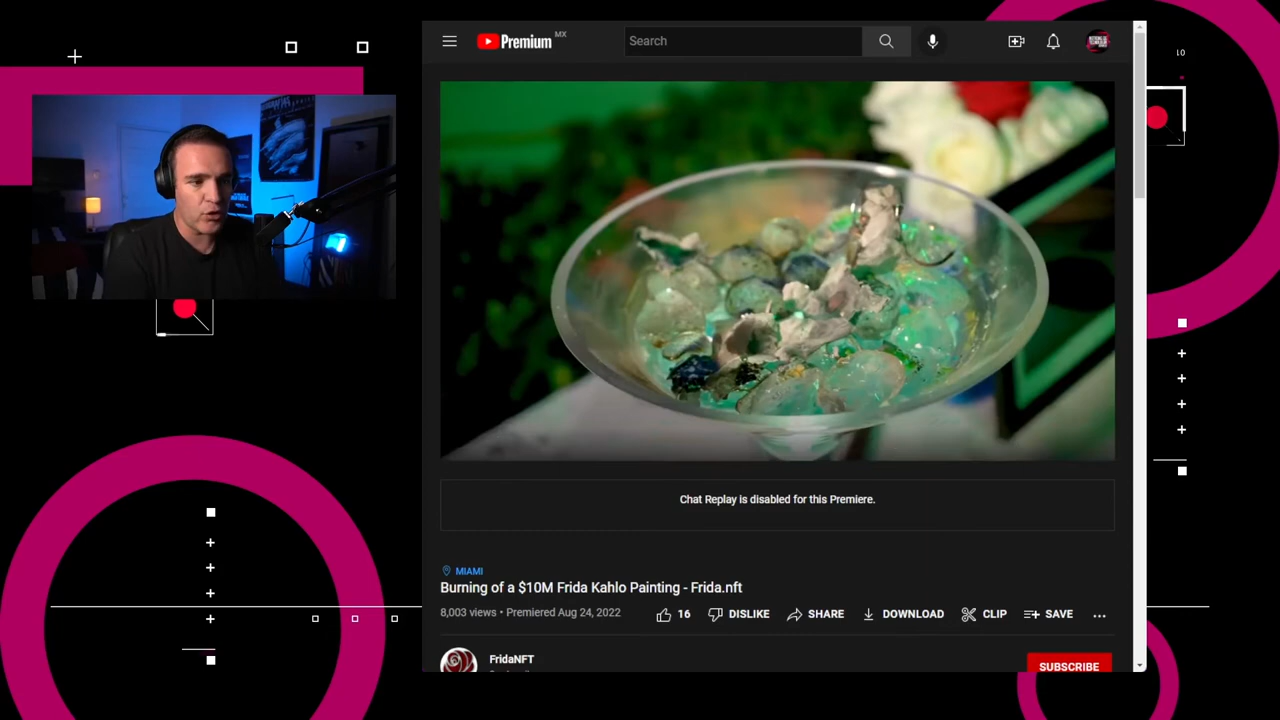 Premium MX
Search
10
Chat Replay is disabled for this Premiere.
MIAMI
Burning of a $10M Frida Kahlo Painting - Frida.nft
8,003 views • Premiered Aug 24, 2022
16
DISLIKE
SHARE
DOWNLOAD
CLIP
SAVE
FridaNFT
SUBSCRIBE